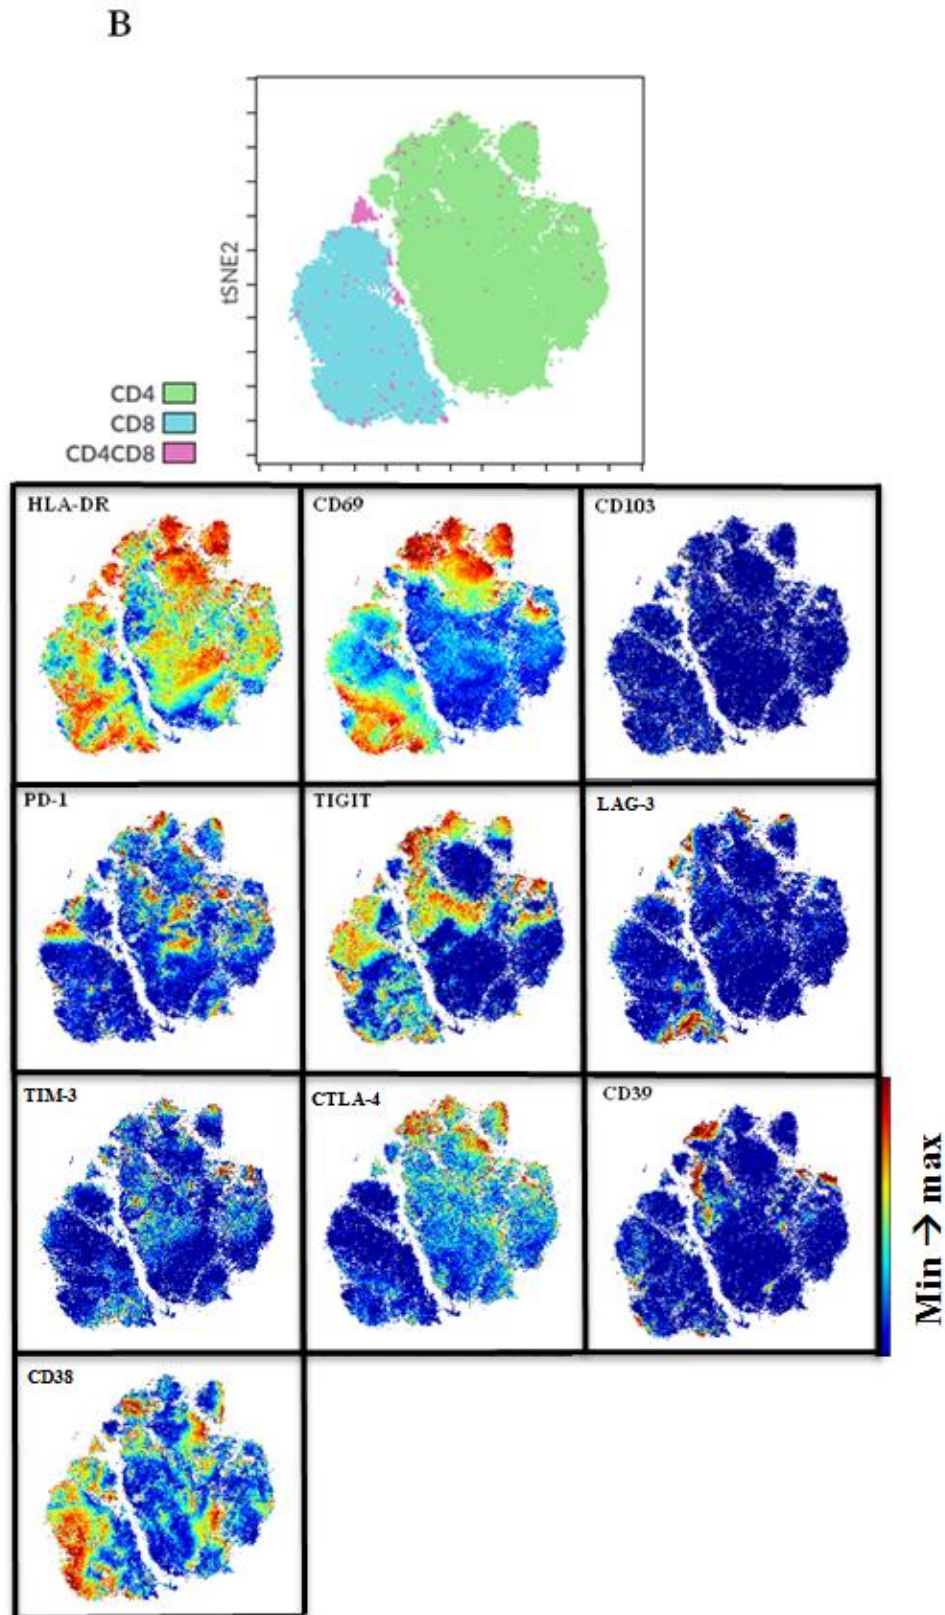 B
tSNE2
CD4
CD8
CD4CD8
HLA-DR
CD69
CD103
PD-1
TIGIT
LAG-3
TIM-3
CTLA-4
CD39
Min → max
CD38